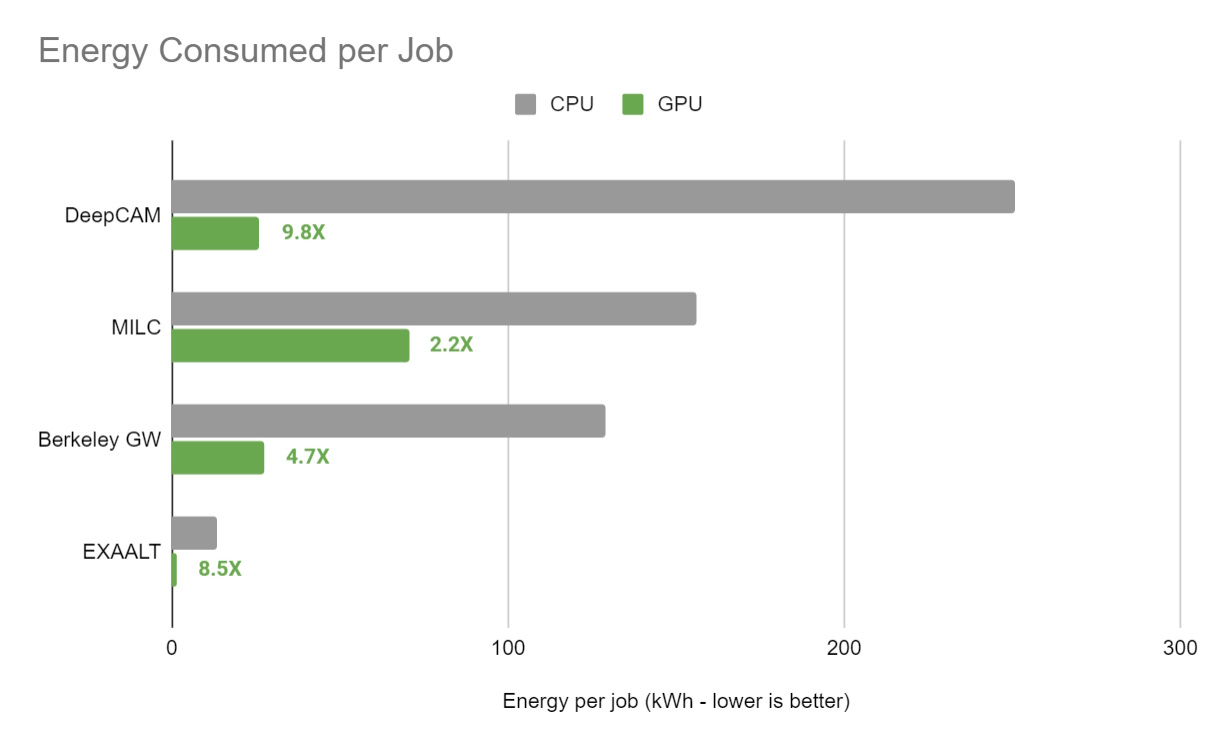 Energy Consumed per Job
CPU GPU
DeepCAM
9.8X
MILC
2.2X
Berkeley GW
4.7X
EXAALT
8.5X
0 100 200 300
Energy per job (kWh - lower is better)